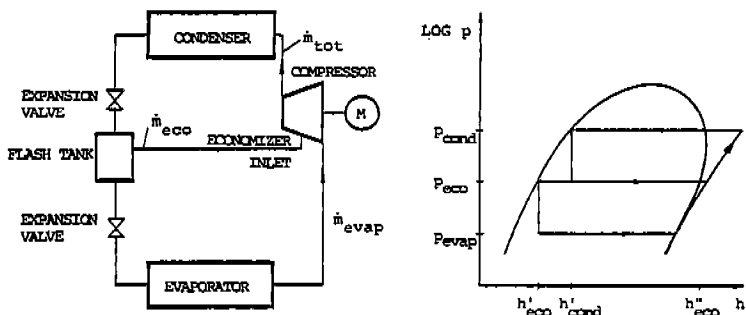 CONDENSER
ṁtot
COMPRESSOR
EXPANSION
VALVE
ṁeco
M
ECONOMIZER
INLET
FLASH TANK
EXPANSION
VALVE
ṁevap
EVAPORATOR
LOG p
Pcond
Peco
Pevap
h'eco h'cond h"eco h